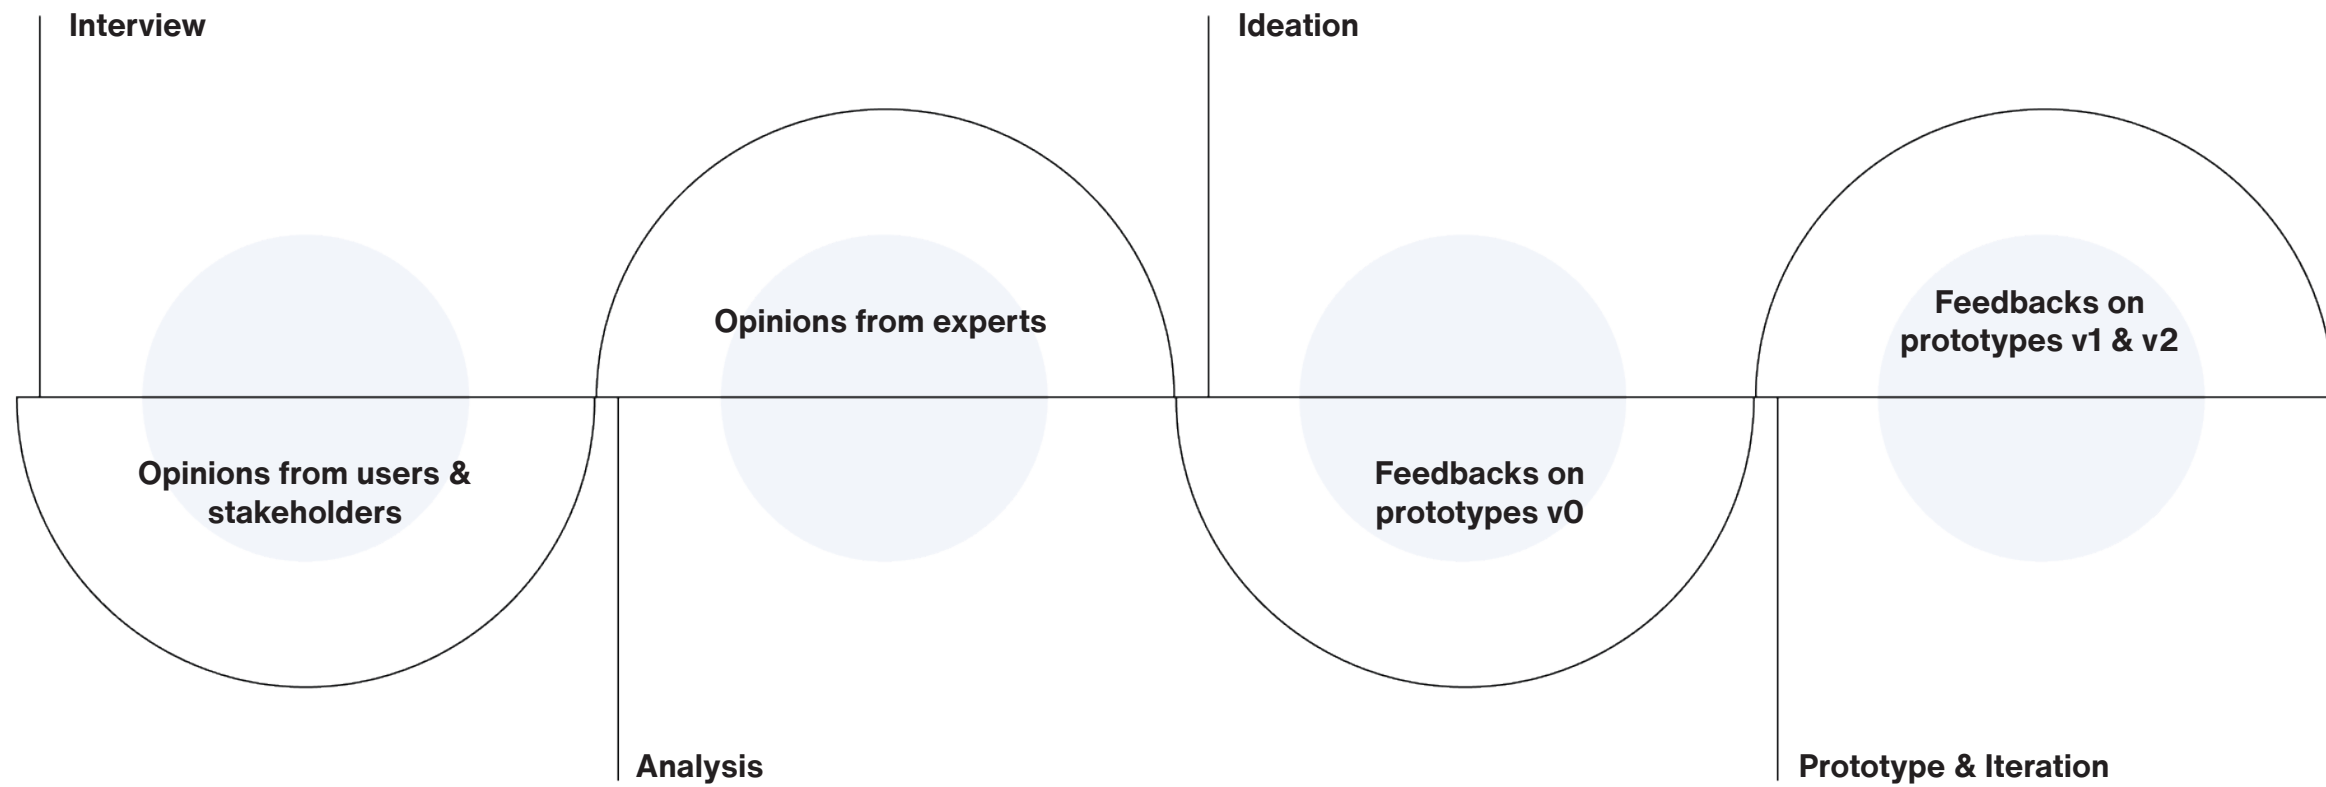 Interview
Opinions from users &
stakeholders
Opinions from experts
Analysis
Ideation
Feedbacks on
prototypes v0
Feedbacks on
prototypes v1 & v2
Prototype & Iteration